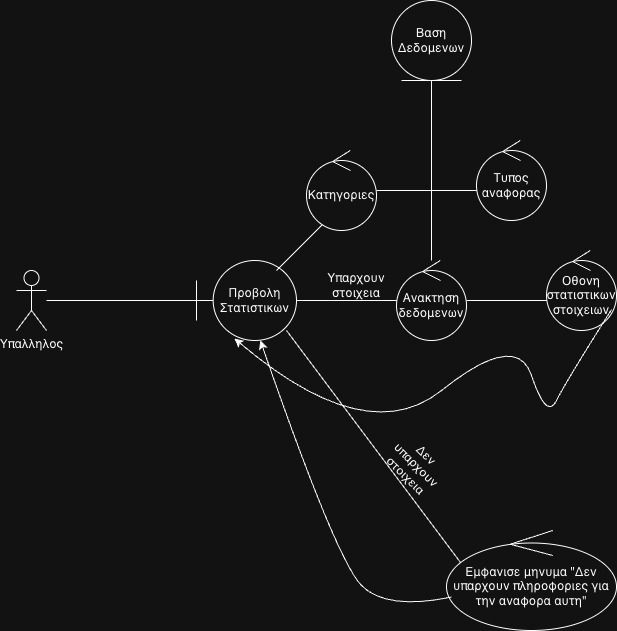 Βαση
Δεδομενων
Κατηγοριες
Τυπος
αναφορας
Υπαλληλος
Προβολη
Στατιστικων
Υπαρχουν
στοιχεια
Ανακτηση
δεδομενων
Οθονη
στατιστικων
στοιχειων
Δεν
υπαρχουν
στοιχεια
Εμφανισε μηνυμα "Δεν
υπαρχουν πληροφοριες για
την αναφορα αυτη"